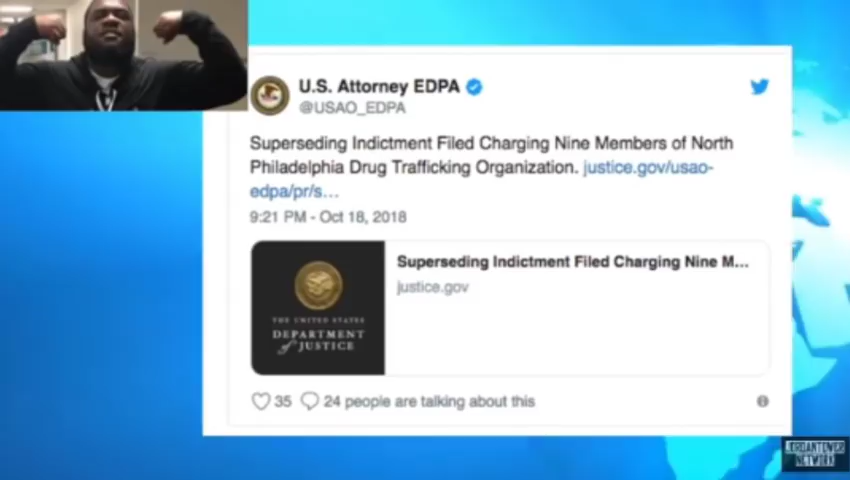 U.S. Attorney EDPA
@USAO_EDPA
Superseding Indictment Filed Charging Nine Members of North
Philadelphia Drug Trafficking Organization. justice.gov/usao-
edpa/pr/s…
9:21 PM - Oct 18, 2018
Superseding Indictment Filed Charging Nine M...
justice.gov
THE UNITED STATES
DEPARTMENT
of JUSTICE
35 24 people are talking about this
JORDANTOWER
NETWORK